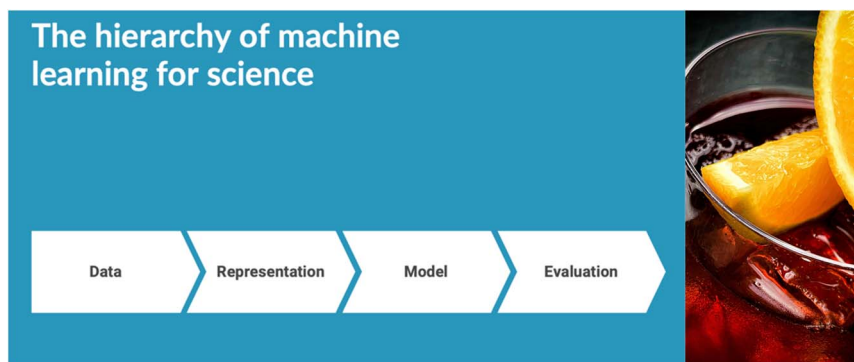 The hierarchy of machine
learning for science
Data
Representation
Model
Evaluation